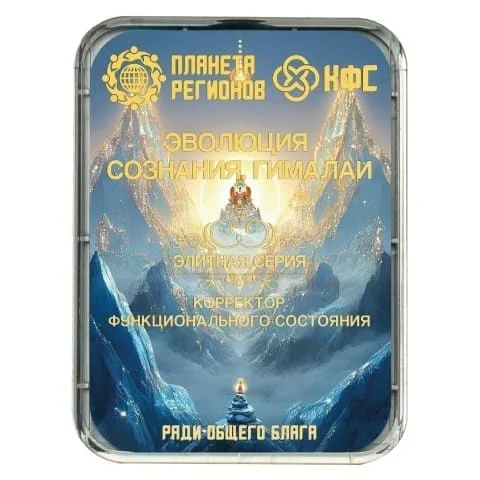 ПЛАНЕТА
РЕГИОНОВ
КФС
ЭВОЛЮЦИЯ
СОЗНАНИЯ, ГИМАЛАИ
ЭЛИТНАЯ СЕРИЯ
КОРРЕКТОР
ФУНКЦИОНАЛЬНОГО СОСТОЯНИЯ
РАДИ ОБЩЕГО БЛАГА